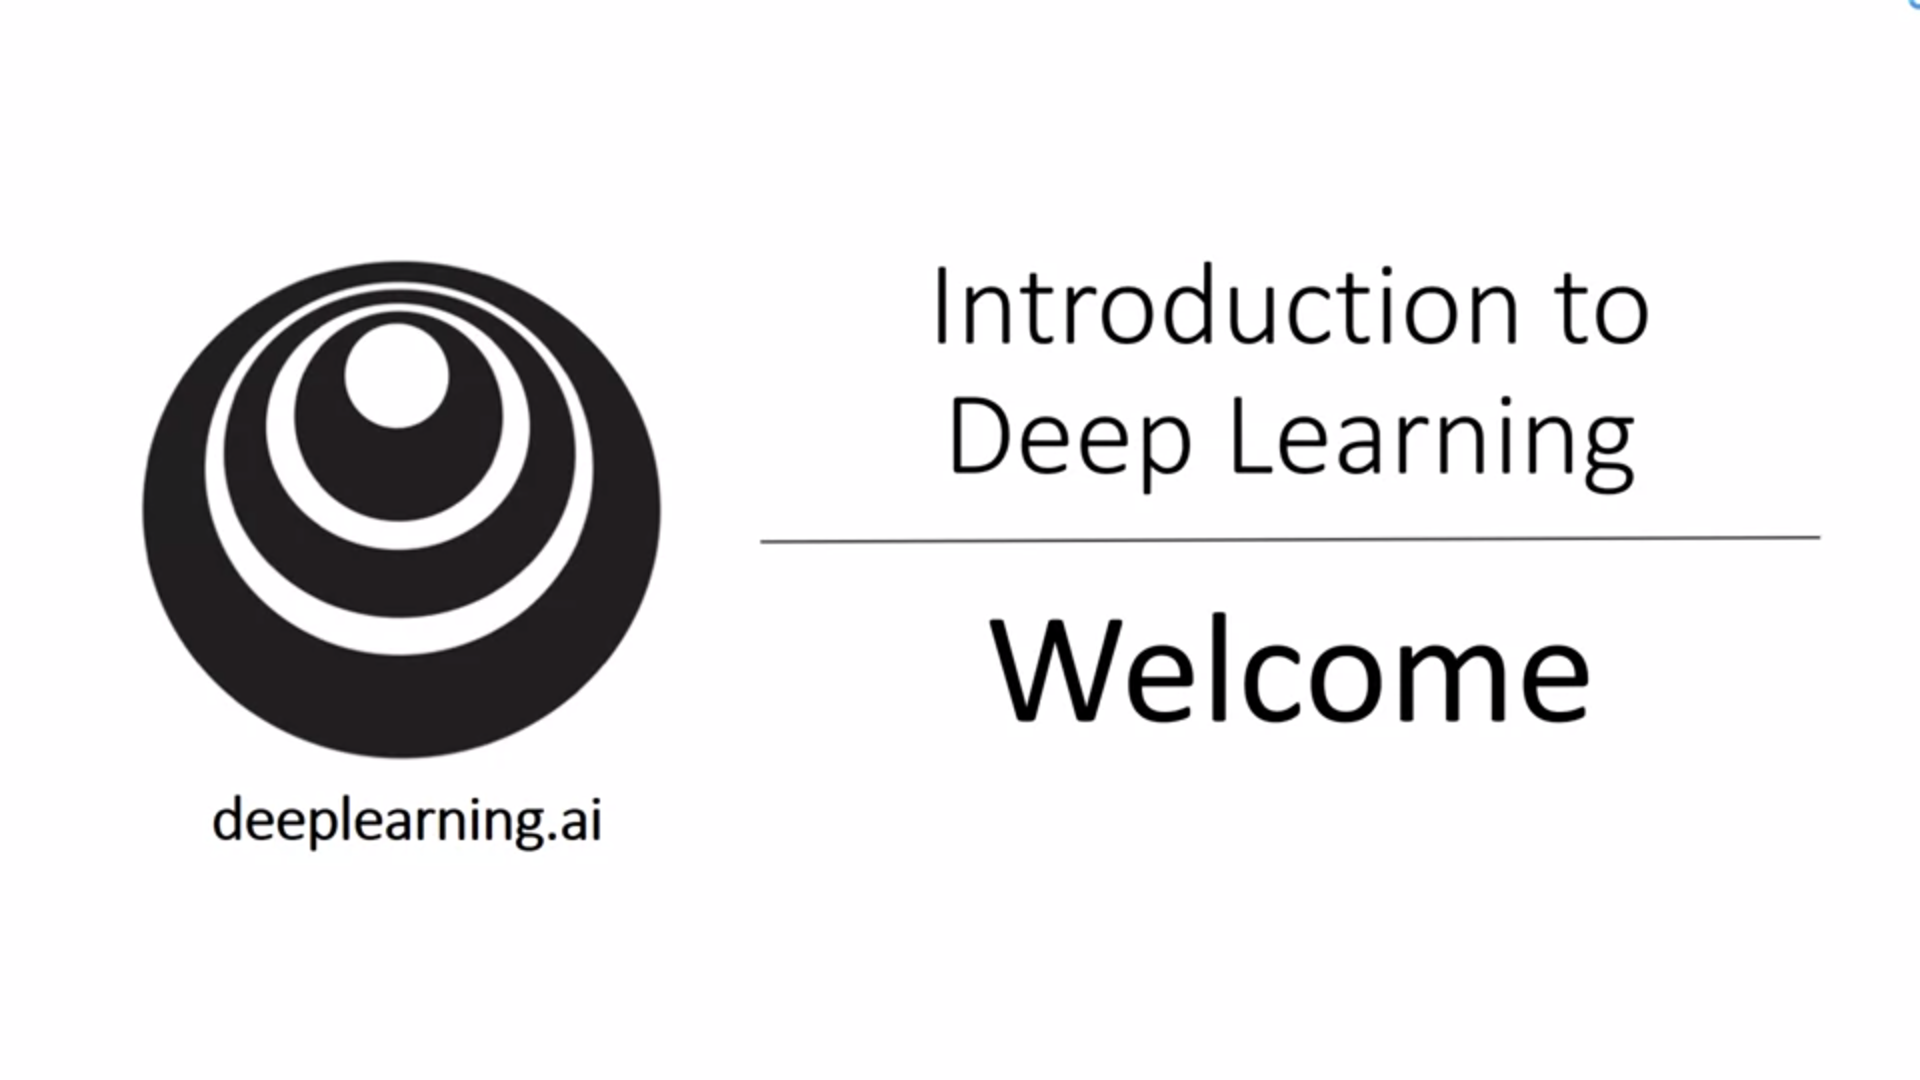 Introduction to
Deep Learning
Welcome
deeplearning.ai